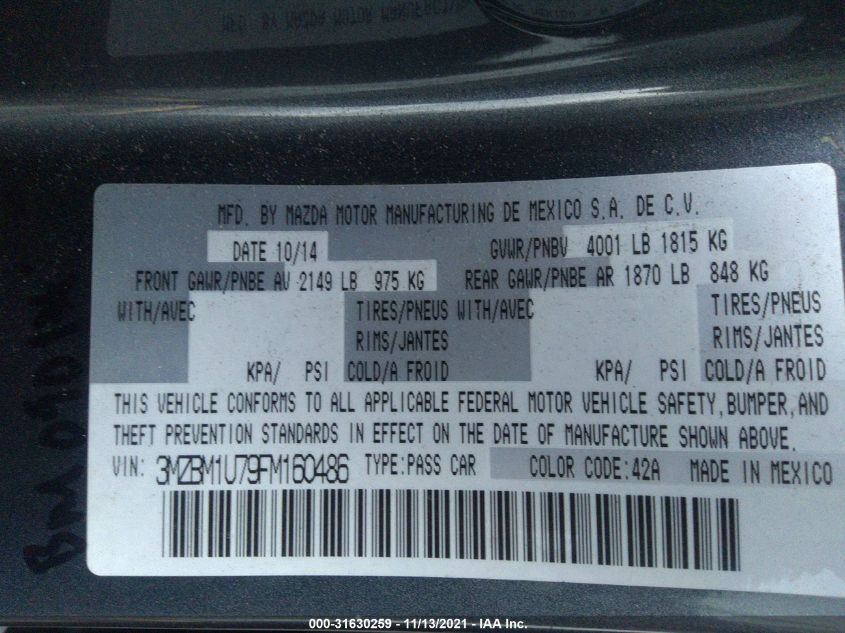 MFD. BY MAZDA MOTOR MANUFACTURING DE MEXICO S.A. DE C.V.
DATE 10/14 GVWR/PNBV 4001 LB 1815 KG
FRONT GAWR/PNBE AV 2149 LB 975 KG REAR GAWR/PNBE AR 1870 LB 848 KG
WITH/AVEC TIRES/PNEUS WITH/AVEC TIRES/PNEUS
RIMS/JANTES RIMS/JANTES
KPA/ PSI COLD/A FROID KPA/ PSI COLD/A FROID
THIS VEHICLE CONFORMS TO ALL APPLICABLE FEDERAL MOTOR VEHICLE SAFETY, BUMPER, AND
THEFT PREVENTION STANDARDS IN EFFECT ON THE DATE OF MANUFACTURE SHOWN ABOVE.
VIN: 3MZBM1U79FM160486 TYPE:PASS CAR COLOR CODE:42A MADE IN MEXICO
000-31630259 - 11/13/2021 - IAA Inc.